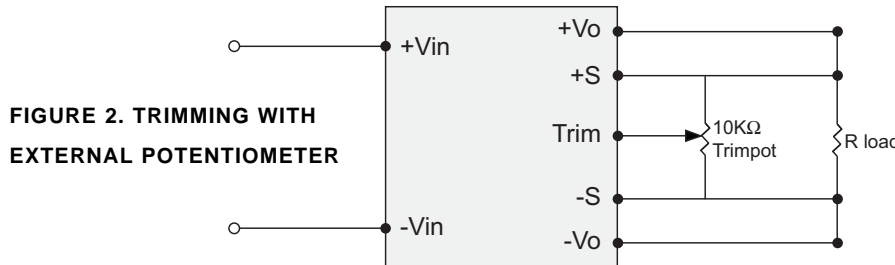 +Vo
+Vin
+S
FIGURE 2. TRIMMING WITH
EXTERNAL POTENTIOMETER
Trim
10KΩ
Trimpot
R load
-S
-Vin
-Vo